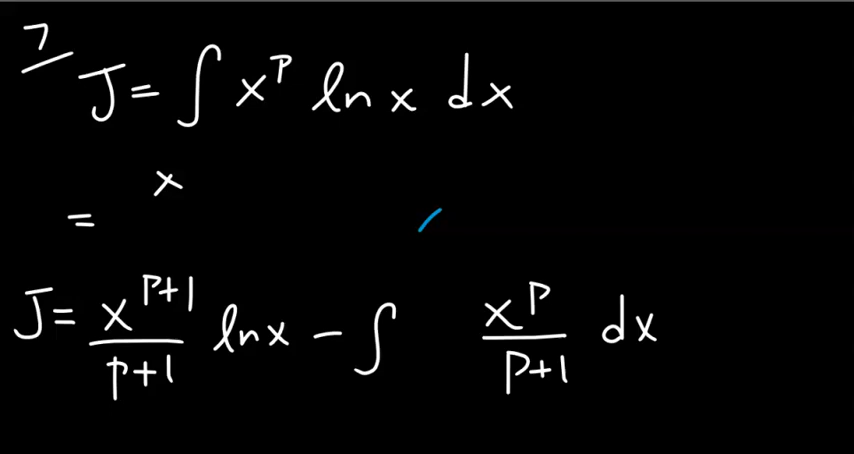 7
J = ∫ x^p ln x dx
x
=
J = x^{p+1}/(p+1) ln x - ∫ x^p/(p+1) dx